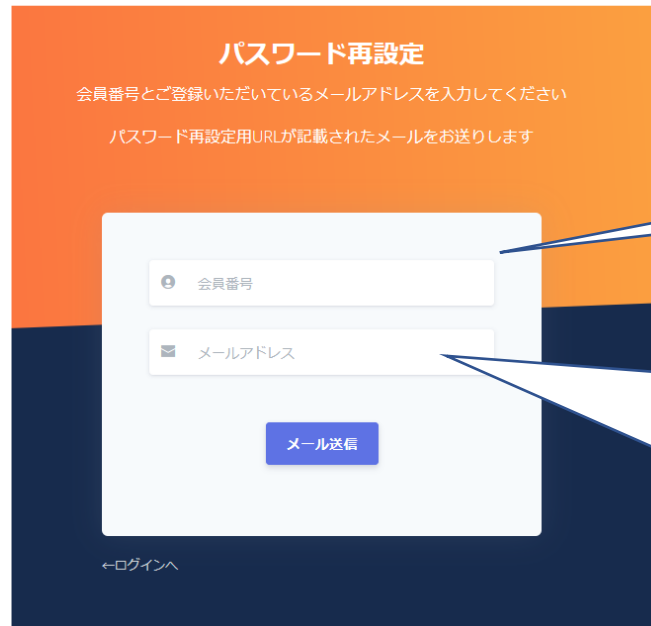 パスワード再設定
会員番号とご登録いただいているメールアドレスを入力してください
パスワード再設定用URLが記載されたメールをお送りします
会員番号
メールアドレス
メール送信
←ログインへ